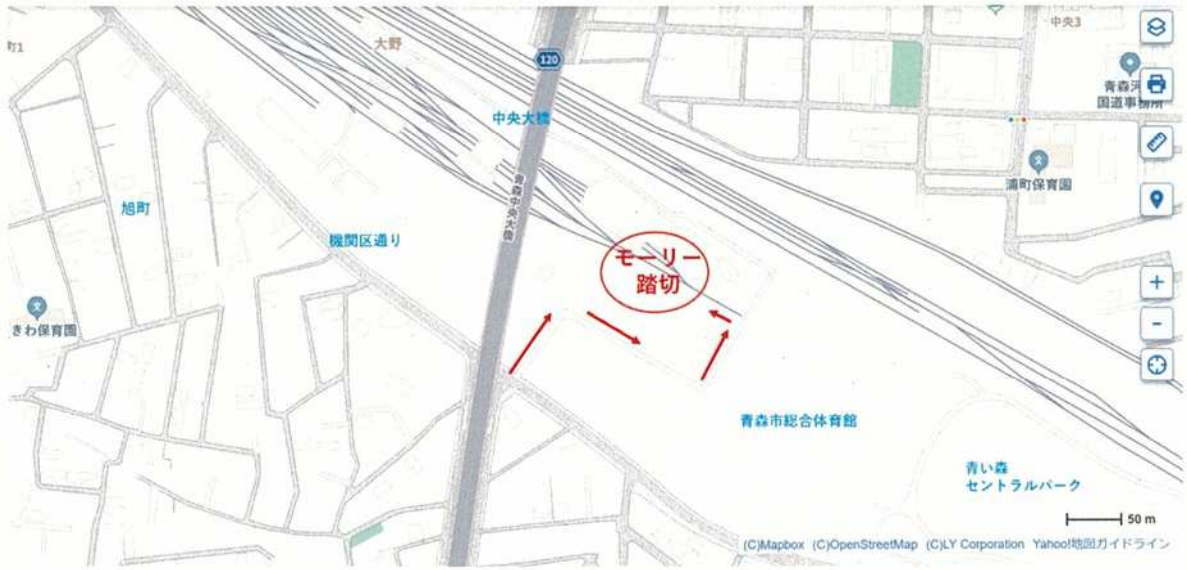 中央3
町1
大野
120
青森河
国道事務所
中央大橋
浦町保育園
青森中央大橋
旭町
機関区通り
モーリー
踏切
きわ保育園
青森市総合体育館
青い森
セントラルパーク
50 m
(C)Mapbox (C)OpenStreetMap (C)LY Corporation Yahoo!地図ガイドライン